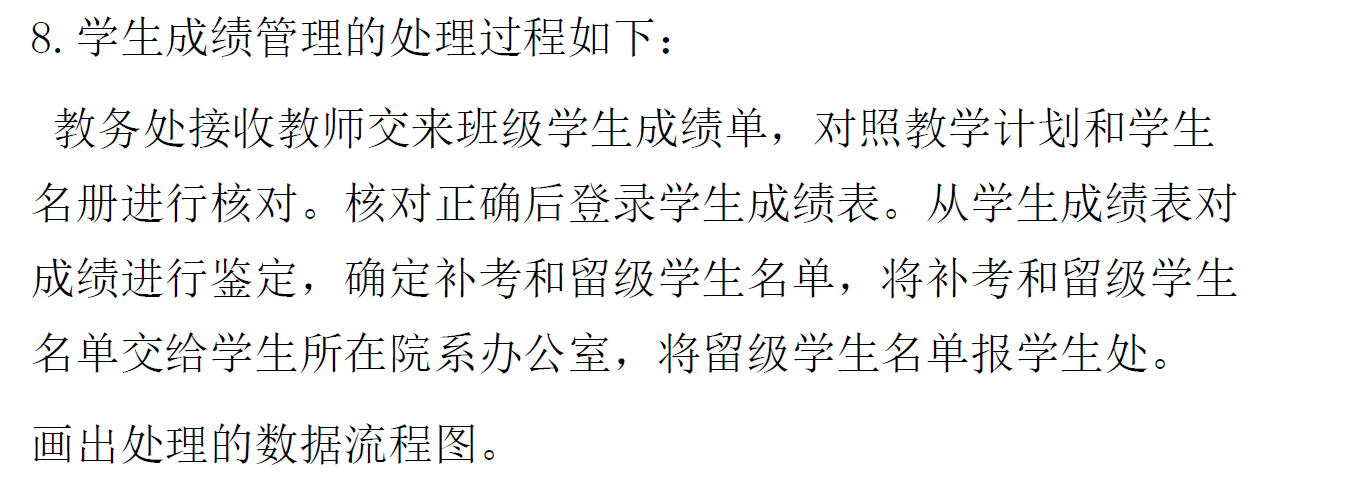 8. 学生成绩管理的处理过程如下：
教务处接收教师交来班级学生成绩单，对照教学计划和学生
名册进行核对。核对正确后登录学生成绩表。从学生成绩表对
成绩进行鉴定，确定补考和留级学生名单，将补考和留级学生
名单交给学生所在院系办公室，将留级学生名单报学生处。
画出处理的数据流程图。